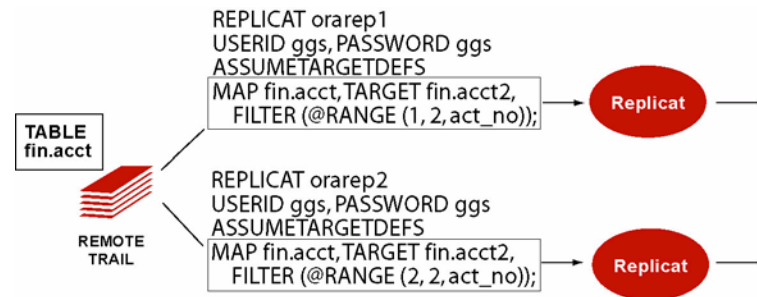 REPLICAT orarep1
USERID ggs, PASSWORD ggs
ASSUMETARGETDEFS
MAP fin.acct, TARGET fin.acct2,
FILTER (@RANGE (1, 2, act_no));
Replicat
TABLE
fin.acct
REMOTE
TRAIL
REPLICAT orarep2
USERID ggs, PASSWORD ggs
ASSUMETARGETDEFS
MAP fin.acct, TARGET fin.acct2,
FILTER (@RANGE (2, 2, act_no));
Replicat